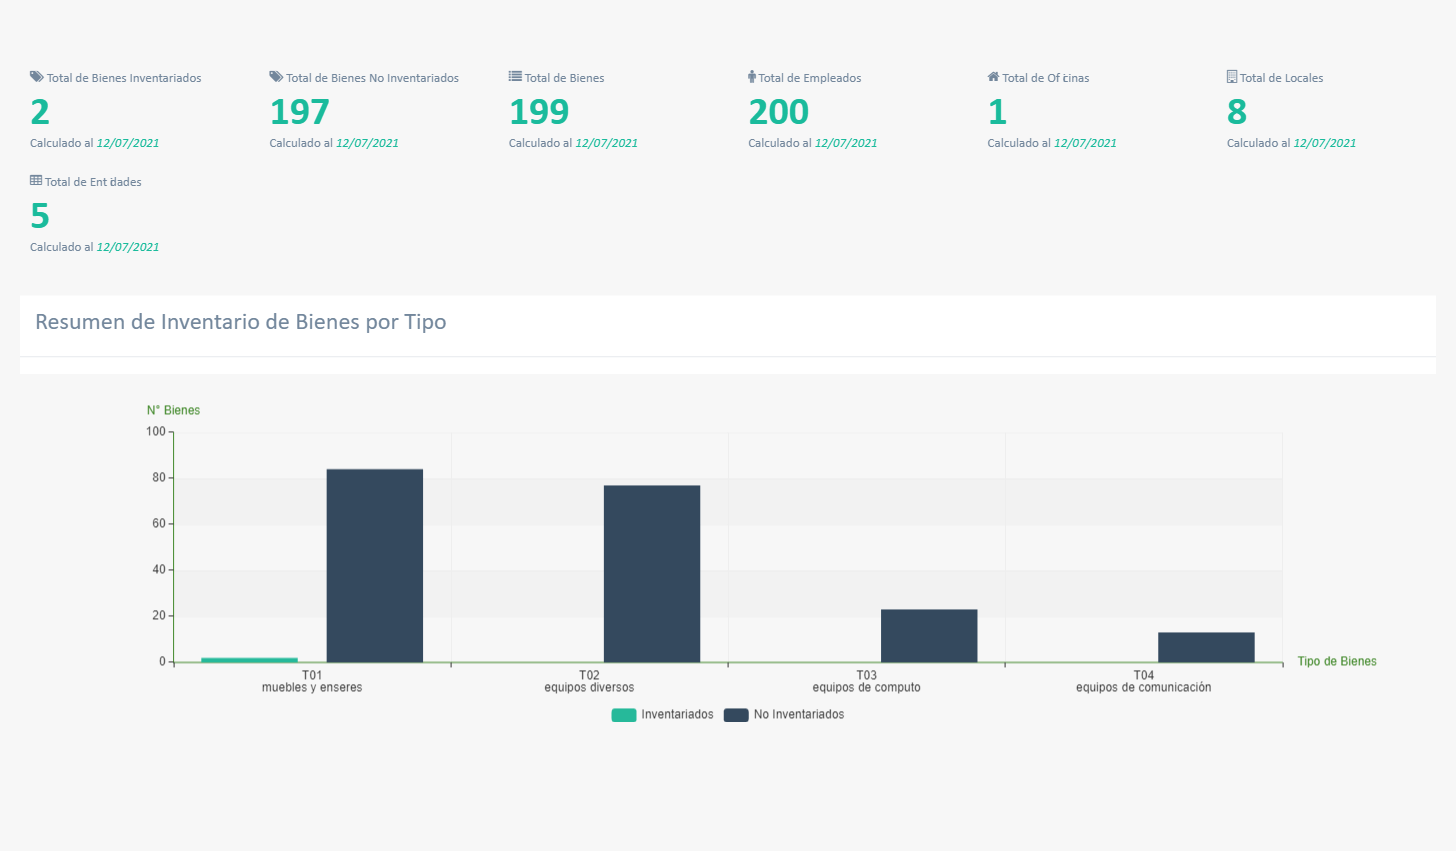 Total de Bienes Inventariados
2
Calculado al 12/07/2021
Total de Bienes No Inventariados
197
Calculado al 12/07/2021
Total de Bienes
199
Calculado al 12/07/2021
Total de Empleados
200
Calculado al 12/07/2021
Total de Oficinas
1
Calculado al 12/07/2021
Total de Locales
8
Calculado al 12/07/2021
Total de Entidades
5
Calculado al 12/07/2021
Resumen de Inventario de Bienes por Tipo
N° Bienes
100
80
60
40
20
0
T01
muebles y enseres
T02
equipos diversos
T03
equipos de computo
T04
equipos de comunicación
Tipo de Bienes
Inventariados
No Inventariados